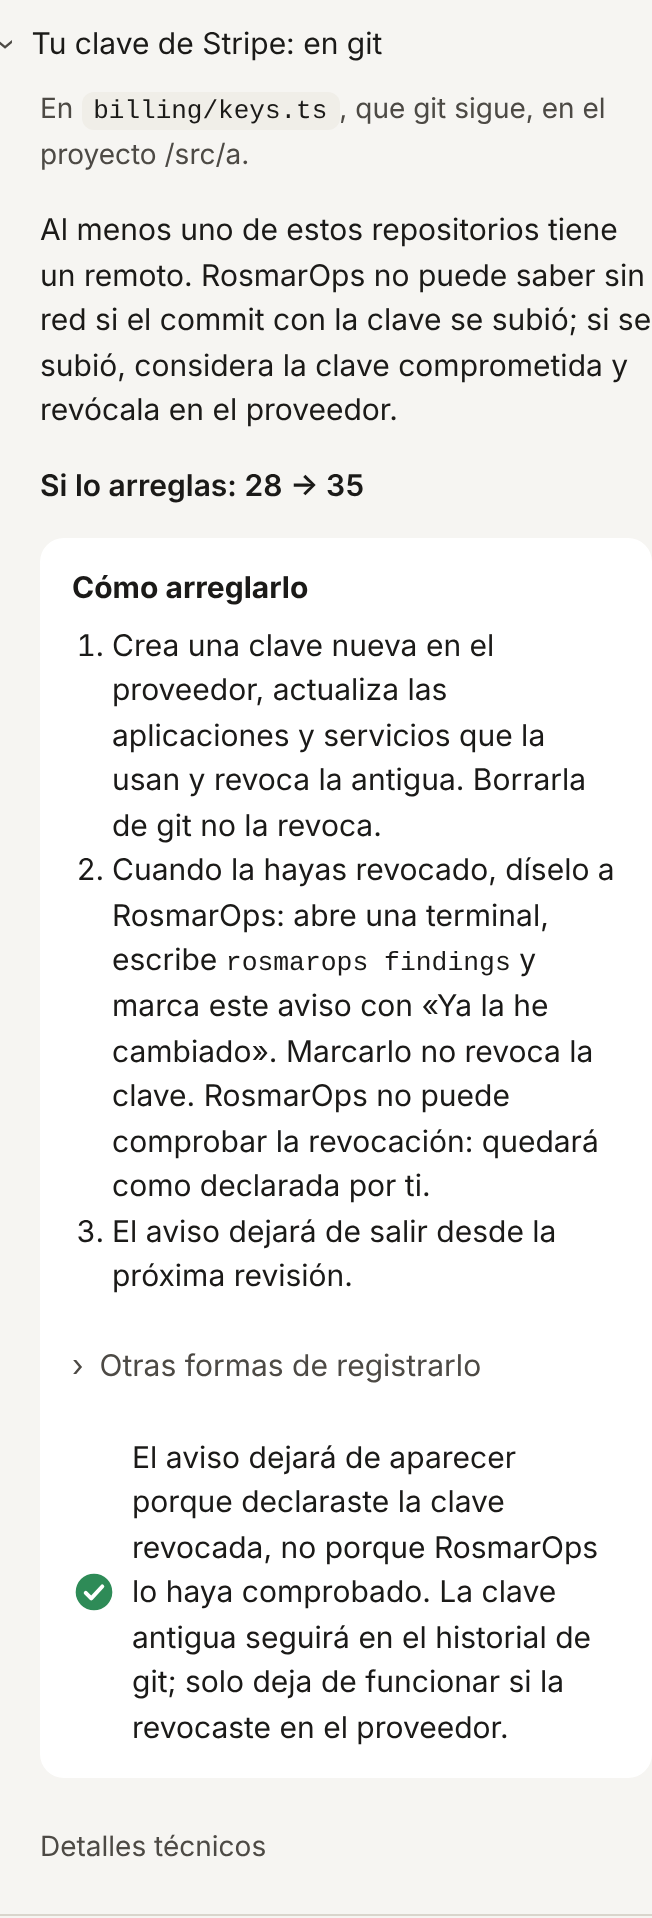 Tu clave de Stripe: en git
En billing/keys.ts, que git sigue, en el
proyecto /src/a.
Al menos uno de estos repositorios tiene
un remoto. RosmarOps no puede saber sin
red si el commit con la clave se subió; si se
subió, considera la clave comprometida y
revócala en el proveedor.
Si lo arreglas: 28 → 35
Cómo arreglarlo
1. Crea una clave nueva en el
proveedor, actualiza las
aplicaciones y servicios que la
usan y revoca la antigua. Borrarla
de git no la revoca.
2. Cuando la hayas revocado, díselo a
RosmarOps: abre una terminal,
escribe rosmarops findings y
marca este aviso con «Ya la he
cambiado». Marcarlo no revoca la
clave. RosmarOps no puede
comprobar la revocación: quedará
como declarada por ti.
3. El aviso dejará de salir desde la
próxima revisión.
› Otras formas de registrarlo
El aviso dejará de aparecer
porque declaraste la clave
revocada, no porque RosmarOps
lo haya comprobado. La clave
antigua seguirá en el historial de
git; solo deja de funcionar si la
revocaste en el proveedor.
Detalles técnicos